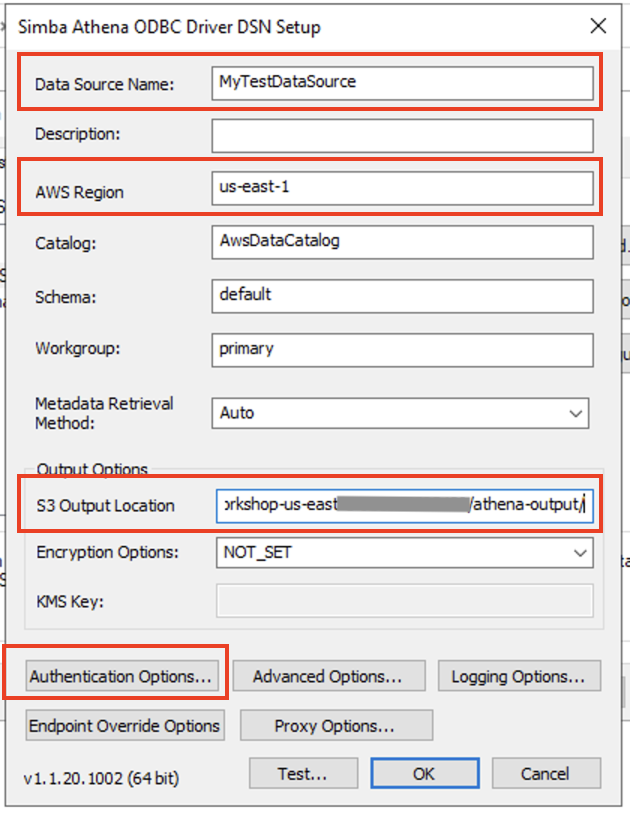 Simba Athena ODBC Driver DSN Setup
Data Source Name: MyTestDataSource
Description:
AWS Region us-east-1
Catalog: AwsDataCatalog
Schema: default
Workgroup: primary
Metadata Retrieval
Method: Auto
Output Options
S3 Output Location orkshop-us-east /athena-output/
Encryption Options: NOT_SET
KMS Key:
Authentication Options... Advanced Options... Logging Options...
Endpoint Override Options Proxy Options...
v1.1.20.1002 (64 bit) Test... OK Cancel